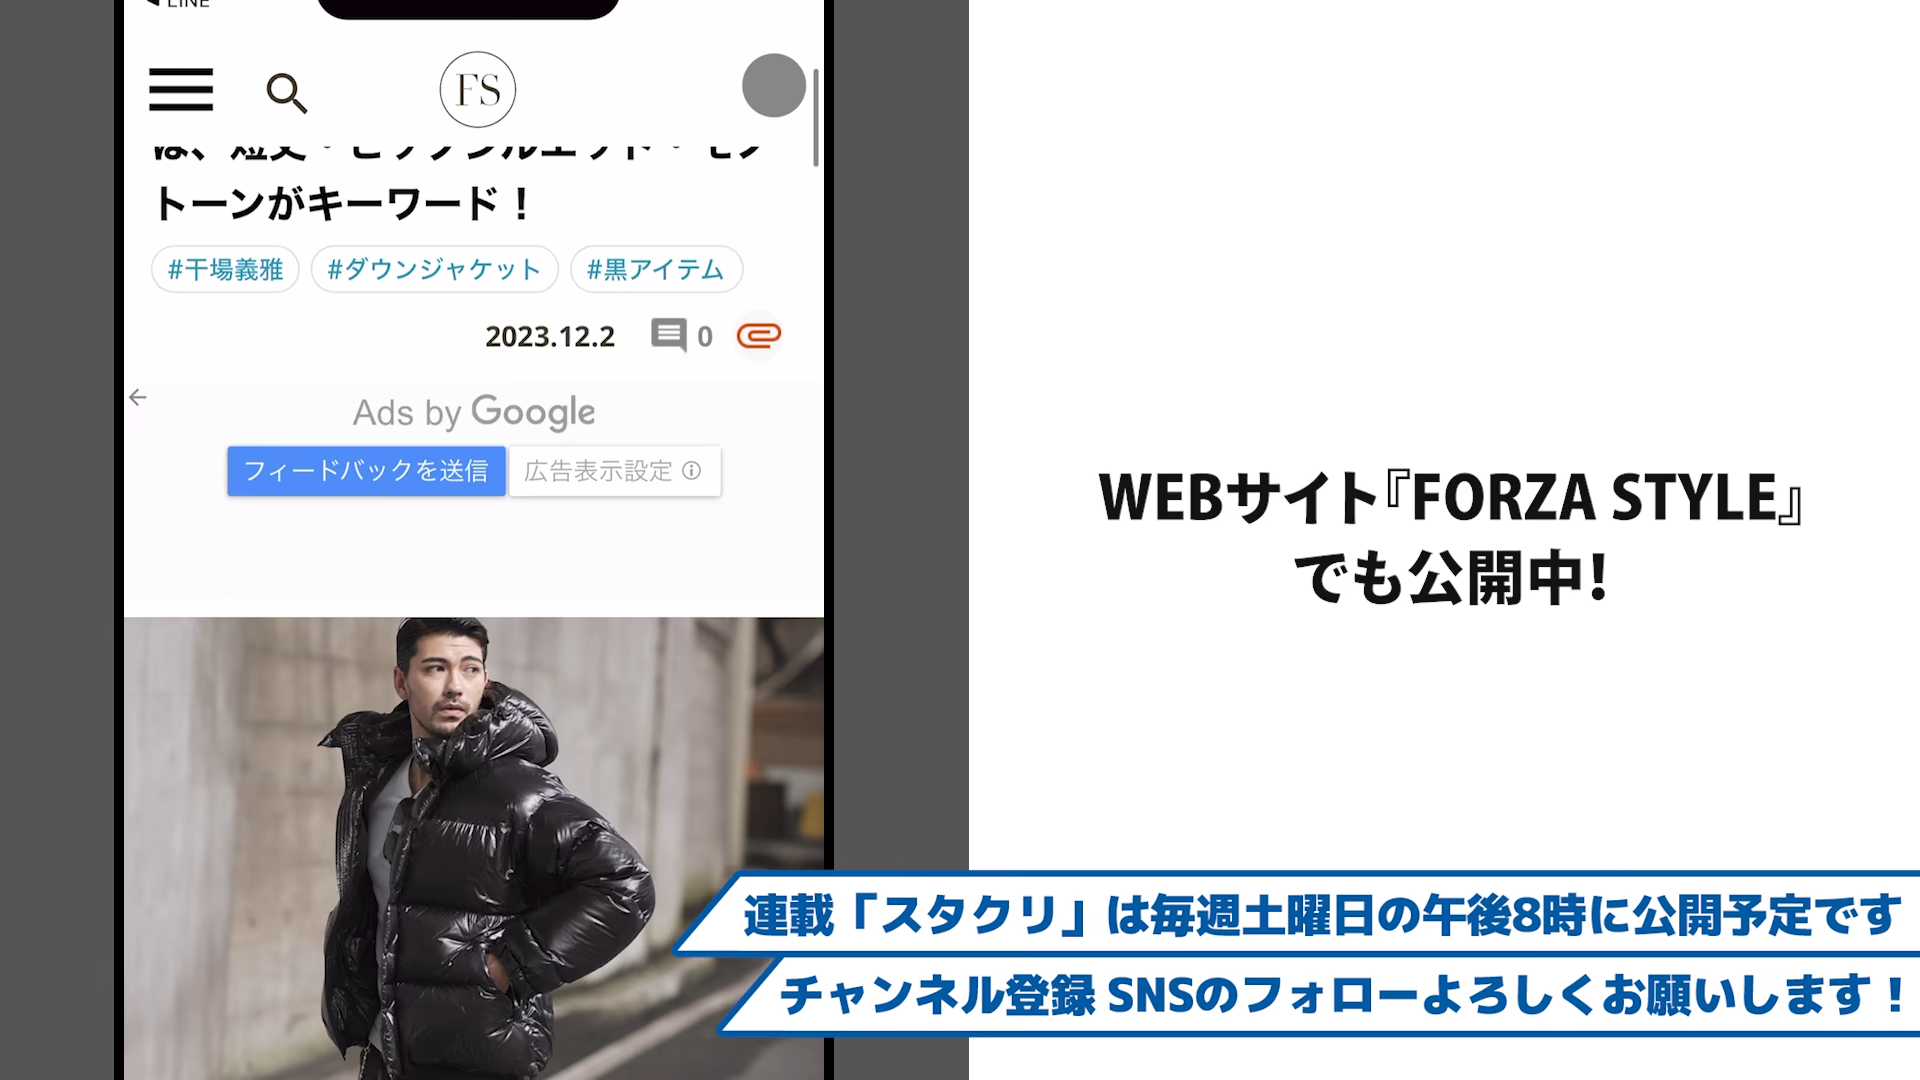 LINE
FS
トーンがキーワード！
#干場義雅 #ダウンジャケット #黒アイテム
2023.12.2 0
Ads by Google
フィードバックを送信 広告表示設定
WEBサイト『FORZA STYLE』
でも公開中!
連載「スタクリ」は毎週土曜日の午後8時に公開予定です
チャンネル登録 SNSのフォローよろしくお願いします！